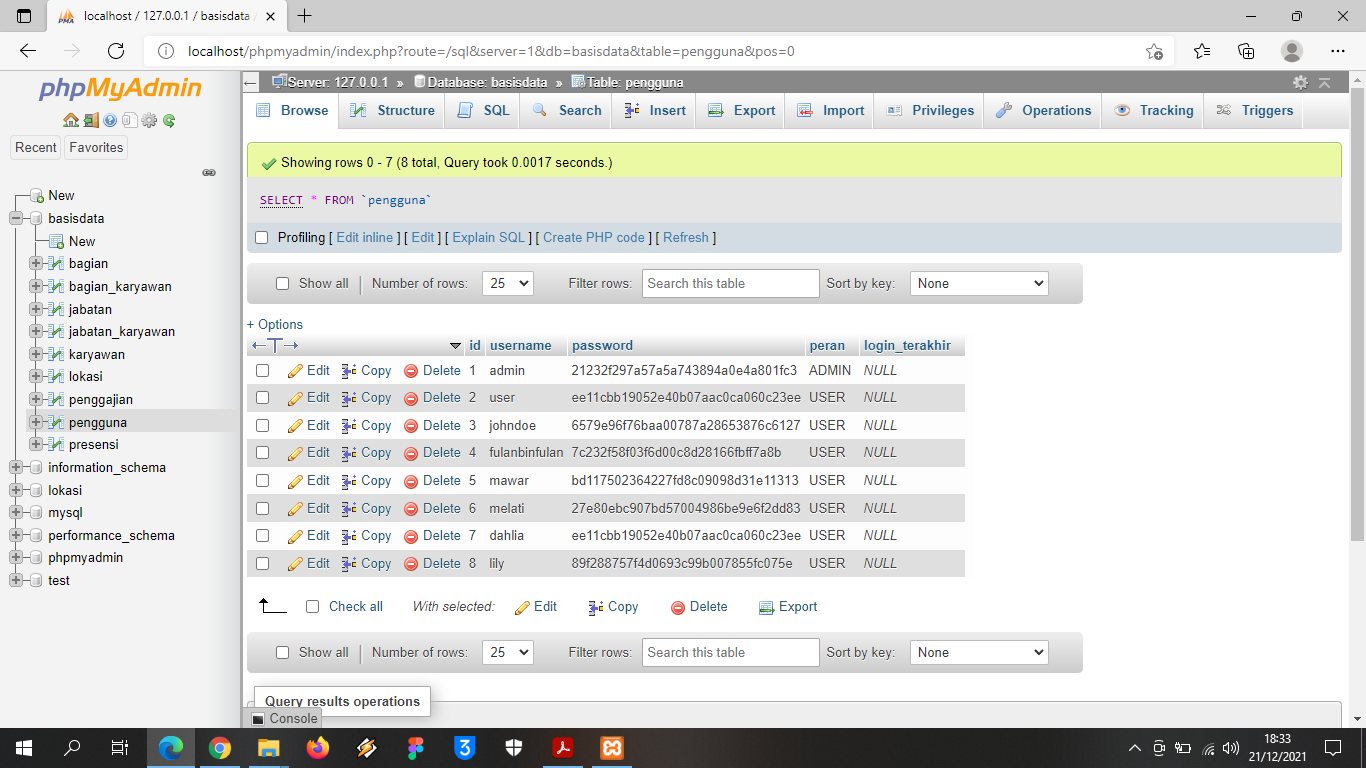 localhost / 127.0.0.1 / basisdata
localhost/phpmyadmin/index.php?route=/sql&server=1&db=basisdata&table=pengguna&pos=0
phpMyAdmin
Recent
Favorites
New
basisdata
New
bagian
bagian_karyawan
jabatan
jabatan_karyawan
karyawan
lokasi
penggajian
pengguna
presensi
information_schema
lokasi
mysql
performance_schema
phpmyadmin
test
Server: 127.0.0.1 » Database: basisdata » Table: pengguna
Browse Structure SQL Search Insert Export Import Privileges Operations Tracking Triggers
Showing rows 0 - 7 (8 total, Query took 0.0017 seconds.)
SELECT * FROM `pengguna`
Profiling [ Edit inline ] [ Edit ] [ Explain SQL ] [ Create PHP code ] [ Refresh ]
Show all Number of rows: 25 Filter rows: Search this table Sort by key: None
+ Options
id username password peran login_terakhir
Edit Copy Delete 1 admin 21232f297a57a5a743894a0e4a801fc3 ADMIN NULL
Edit Copy Delete 2 user ee11cbb19052e40b07aac0ca060c23ee USER NULL
Edit Copy Delete 3 johndoe 6579e96f76baa00787a28653876c6127 USER NULL
Edit Copy Delete 4 fulanbinfulan 7c232f58f03f6d00c8d28166fbff7a8b USER NULL
Edit Copy Delete 5 mawar bd117502364227fd8c09098d31e11313 USER NULL
Edit Copy Delete 6 melati 27e80ebc907bd57004986be9e6f2dd83 USER NULL
Edit Copy Delete 7 dahlia ee11cbb19052e40b07aac0ca060c23ee USER NULL
Edit Copy Delete 8 lily 89f288757f4d0693c99b007855fc075e USER NULL
Check all With selected: Edit Copy Delete Export
Show all Number of rows: 25 Filter rows: Search this table Sort by key: None
Query results operations
Console
18:33
21/12/2021